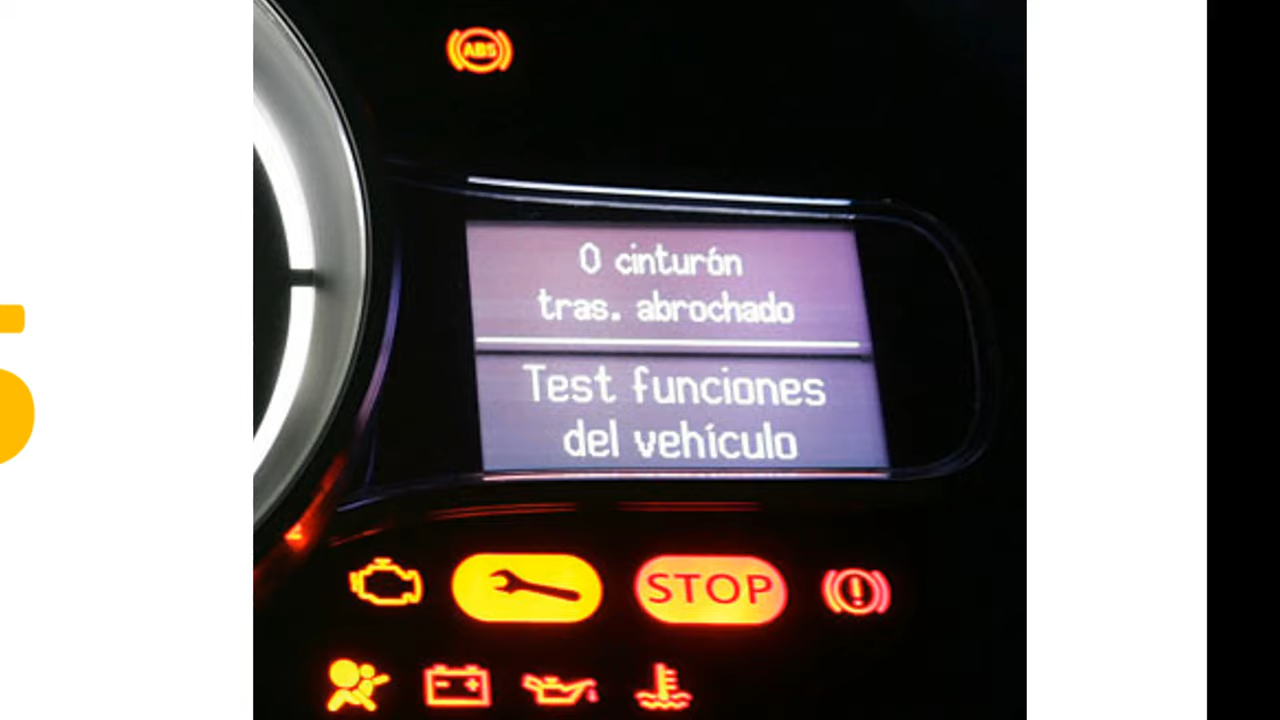 ABS
0 cinturón
tras. abrochado
Test funciones
del vehículo
STOP